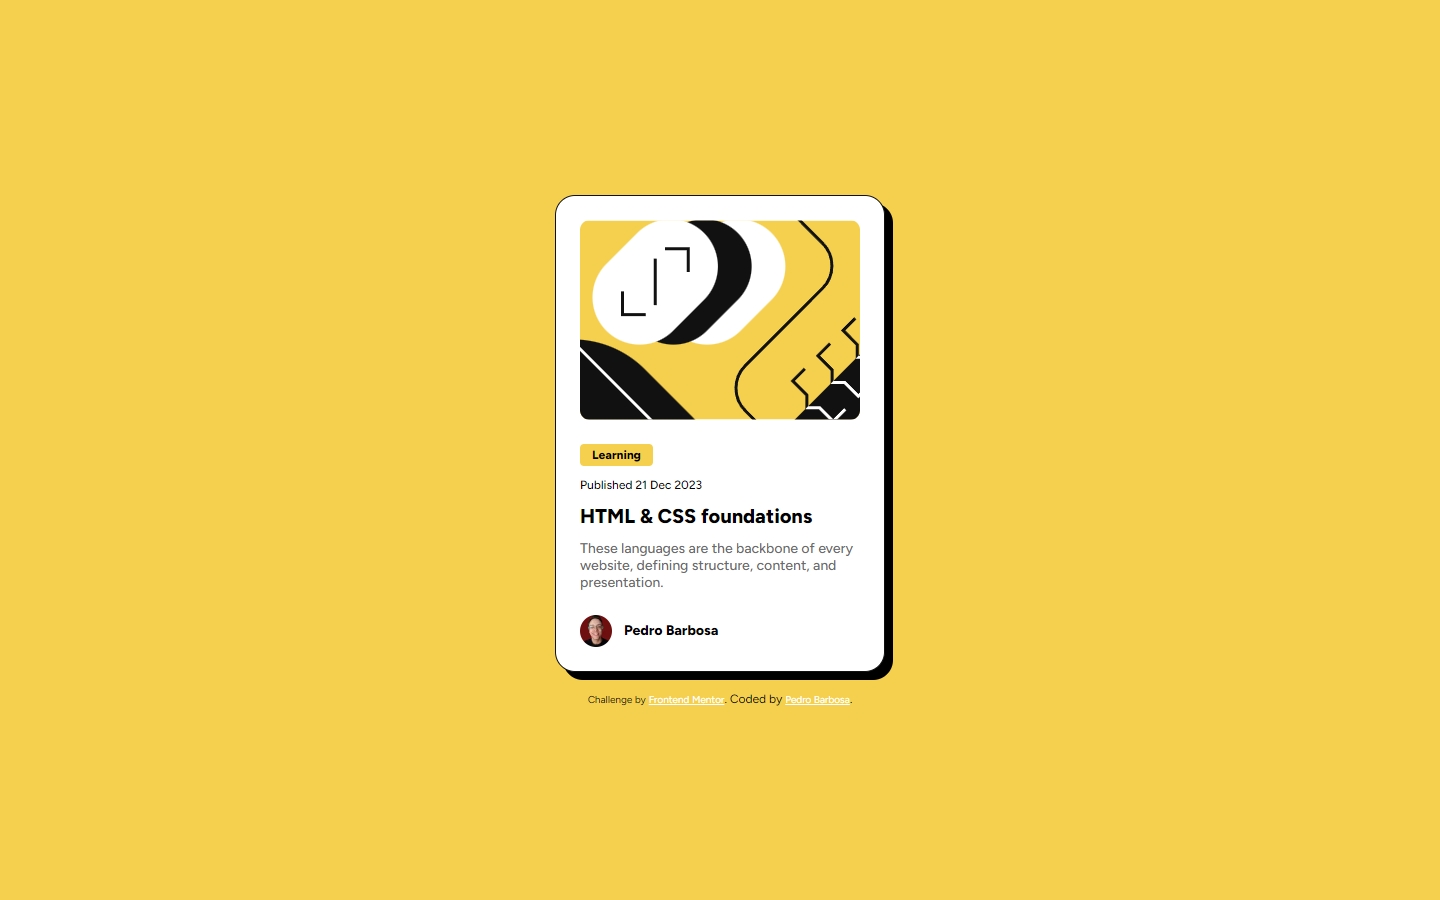 Learning
Published 21 Dec 2023
HTML & CSS foundations
These languages are the backbone of every
website, defining structure, content, and
presentation.
Pedro Barbosa
Challenge by Frontend Mentor. Coded by Pedro Barbosa.